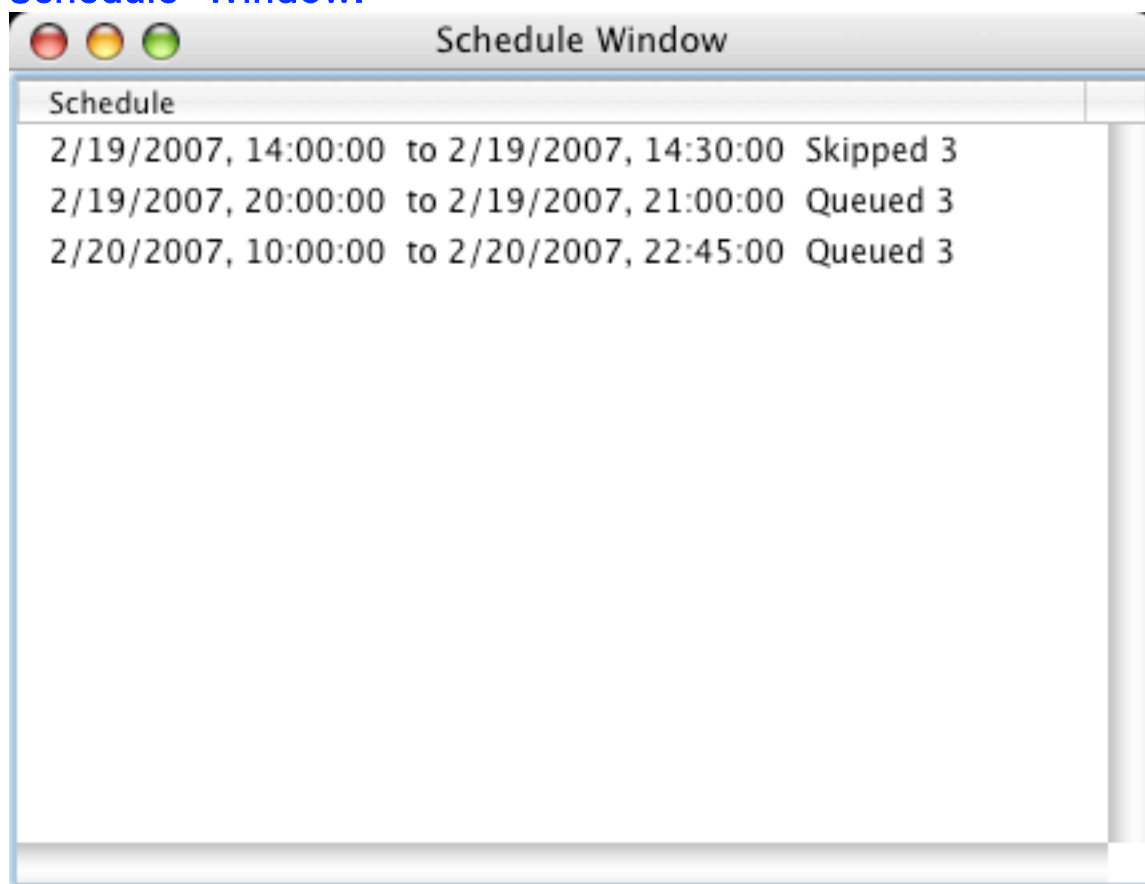 Schedule Window.
Schedule Window
Schedule
2/19/2007, 14:00:00 to 2/19/2007, 14:30:00 Skipped 3
2/19/2007, 20:00:00 to 2/19/2007, 21:00:00 Queued 3
2/20/2007, 10:00:00 to 2/20/2007, 22:45:00 Queued 3